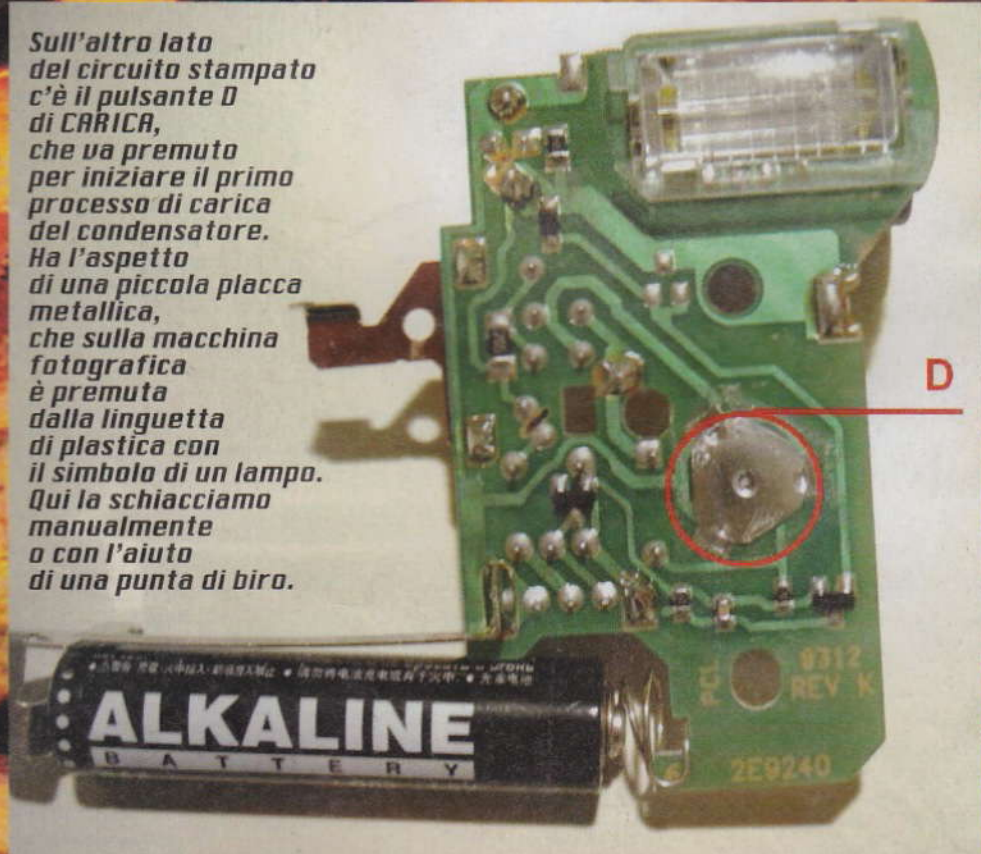 Sull'altro lato
del circuito stampato
c'è il pulsante D
di CARICA,
che va premuto
per iniziare il primo
processo di carica
del condensatore.
Ha l'aspetto
di una piccola placca
metallica,
che sulla macchina
fotografica
è premuta
dalla linguetta
di plastica con
il simbolo di un lampo.
Qui la schiacciamo
manualmente
o con l'aiuto
di una punta di biro.
D
ALKALINE
BATTERY
PCL
9312
REV K
2E9240